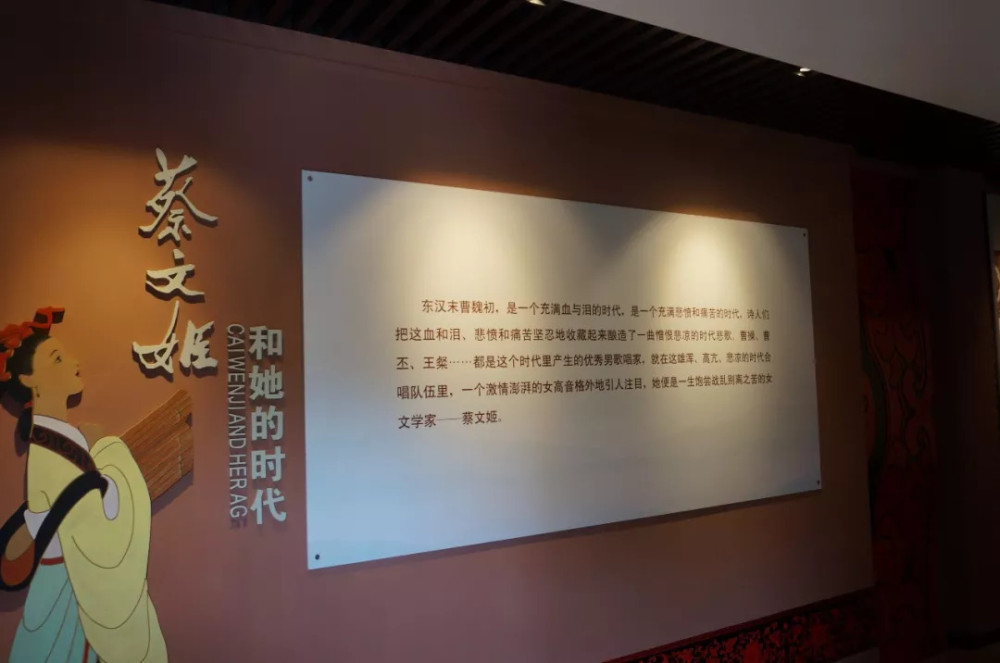 蔡文姬
和她的时代
CAI WENJI AND HER AG
东汉末曹魏初，是一个充满血与泪的时代，是一个充满悲愤和痛苦的时代，诗人们
把这血和泪、悲愤和痛苦坚忍地收藏起来酿造了一曲憎恨悲凉的时代悲歌。曹操、曹
丕、王粲……都是这个时代里产生的优秀男歌唱家，就在这雄浑、高亢、悲凉的时代合
唱队伍里，一个激情澎湃的女高音格外地引人注目，她便是一生饱尝战乱别离之苦的女
文学家——蔡文姬。